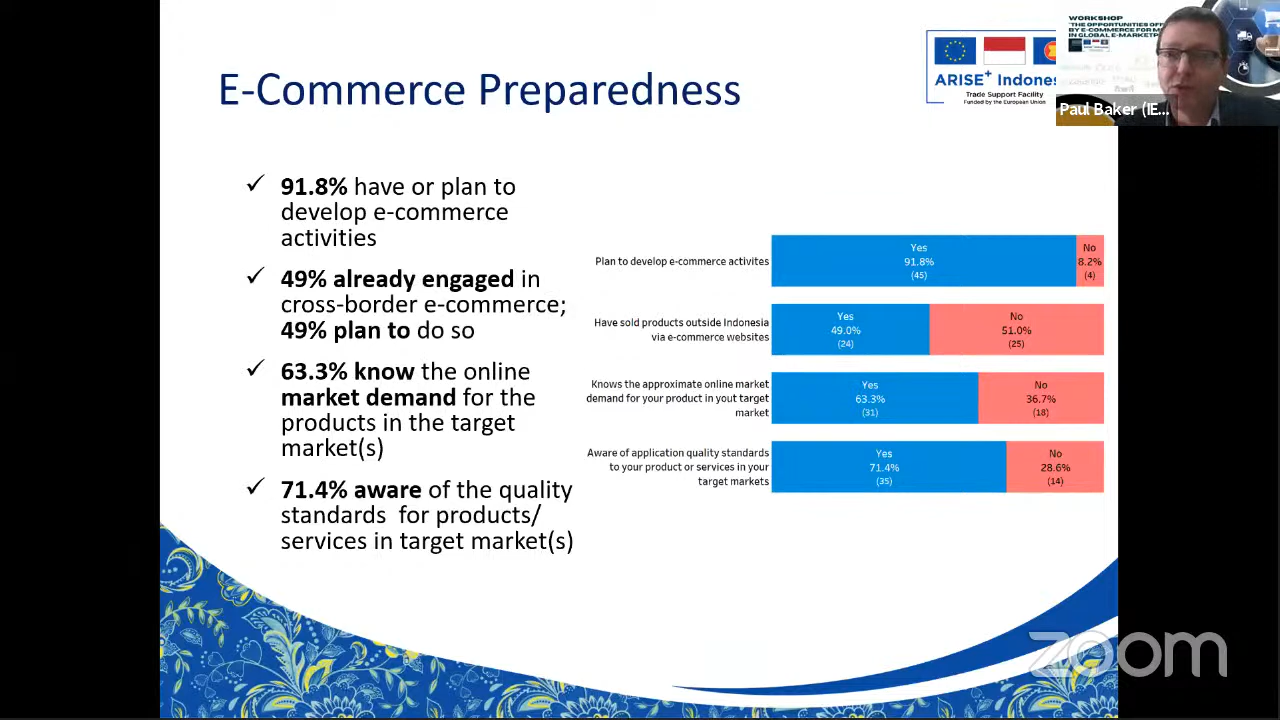 E-Commerce Preparedness
WORKSHOP
IN GLOBAL
ARISE+
Trade Support Facility
Funded by the European Union
Paul Baker (IE...
✓ 91.8% have or plan to
develop e-commerce
activities
✓ 49% already engaged in
cross-border e-commerce;
49% plan to do so
✓ 63.3% know the online
market demand for the
products in the target
market(s)
✓ 71.4% aware of the quality
standards for products/
services in target market(s)
Plan to develop e-commerce activites
Yes
91.8%
(45)
No
8.2%
(4)
Have sold products outside Indonesia
via e-commerce websites
Yes
49.0%
(24)
No
51.0%
(25)
Knows the approximate online market
demand for your product in yout target
market
Yes
63.3%
(31)
No
36.7%
(18)
Aware of application quality standards
to your product or services in your
target markets
Yes
71.4%
(35)
No
28.6%
(14)
zoom